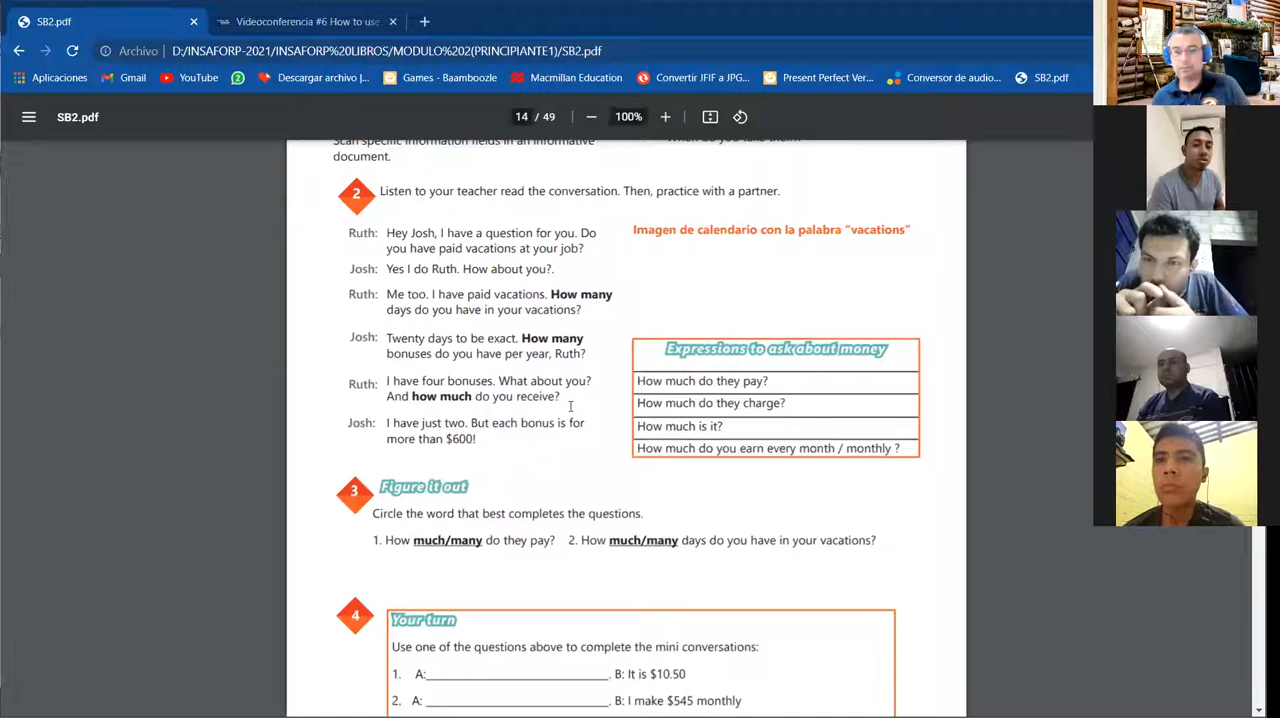 SB2.pdf
Videoconferencia #6 How to use
Archivo D:/INSAFORP-2021/INSAFORP%20LIBROS/MODULO%202(PRINCIPIANTE1)/SB2.pdf
Aplicaciones Gmail YouTube Descargar archivo |... Games - Baamboozle Macmillan Education Convertir JFIF a JPG... Present Perfect Ver... Conversor de audio... SB2.pdf
SB2.pdf 14 / 49 100%
Scan specific information fields in an informative
document.
When do you take them?
2 Listen to your teacher read the conversation. Then, practice with a partner.
Ruth: Hey Josh, I have a question for you. Do
you have paid vacations at your job?
Josh: Yes I do Ruth. How about you?.
Ruth: Me too. I have paid vacations. How many
days do you have in your vacations?
Josh: Twenty days to be exact. How many
bonuses do you have per year, Ruth?
Ruth: I have four bonuses. What about you?
And how much do you receive?
Josh: I have just two. But each bonus is for
more than $600!
Imagen de calendario con la palabra “vacations”
Expressions to ask about money
How much do they pay?
How much do they charge?
How much is it?
How much do you earn every month / monthly ?
3 Figure it out
Circle the word that best completes the questions.
1. How much/many do they pay? 2. How much/many days do you have in your vacations?
4 Your turn
Use one of the questions above to complete the mini conversations:
1. A:____________________________. B: It is $10.50
2. A: ____________________________. B: I make $545 monthly